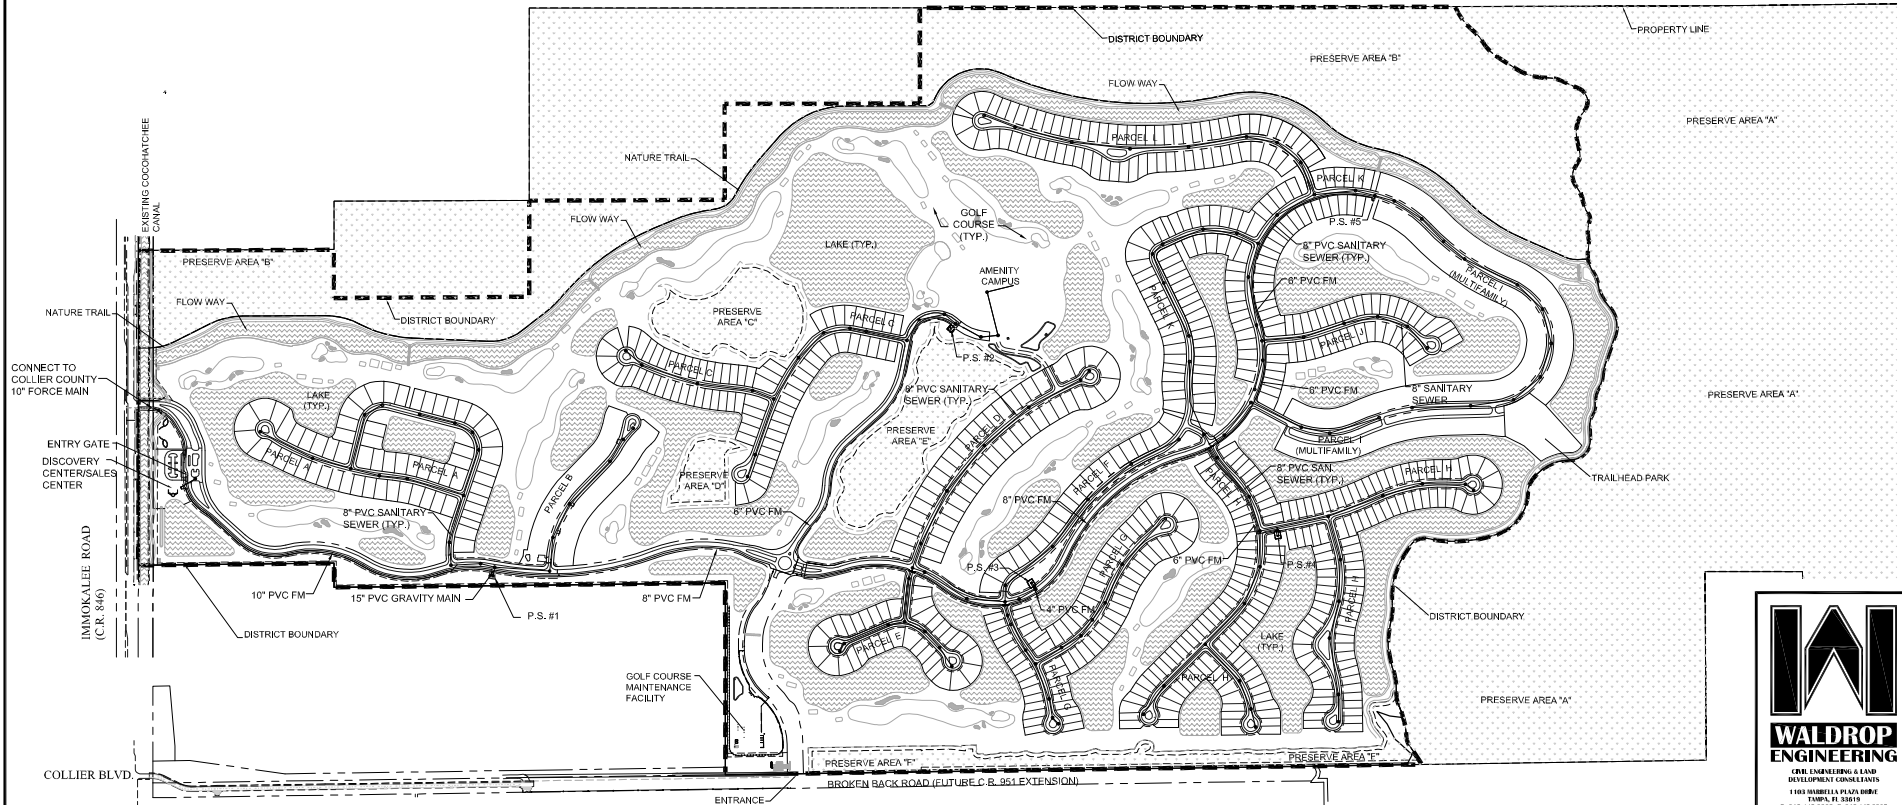 DISTRICT BOUNDARY
PROPERTY LINE
PRESERVE AREA "B"
FLOW WAY
PRESERVE AREA "A"
EXISTING COCOHATCHEE
CANAL
NATURE TRAIL
PARCEL L
PARCEL K
P.S. #5
GOLF
COURSE
(TYP.)
FLOW WAY
LAKE (TYP.)
8" PVC SANITARY
SEWER (TYP.)
PRESERVE AREA "B"
AMENITY
CAMPUS
PARCEL I
(MULTIFAMILY)
6" PVC FM
FLOW WAY
NATURE TRAIL
DISTRICT BOUNDARY
PRESERVE
AREA "C"
PARCEL C
PARCEL K
PARCEL J
P.S. #2
CONNECT TO
COLLIER COUNTY
10" FORCE MAIN
PARCEL C
LAKE
(TYP.)
PVC SANITARY
SEWER (TYP.)
6" PVC FM
8" SANITARY
SEWER
PRESERVE AREA "A"
ENTRY GATE
DISCOVERY
CENTER/SALES
CENTER
PARCEL A
PARCEL A
PARCEL B
PRESERVE
AREA "D"
PRESERVE
AREA "E"
PARCEL D
PARCEL F
PARCEL I
(MULTIFAMILY)
PARCEL H
8" PVC SAN.
SEWER (TYP.)
PARCEL H
TRAILHEAD PARK
8" PVC SANITARY
SEWER (TYP.)
6" PVC FM
8" PVC FM
IMMOKALEE ROAD
(C.R. 846)
10" PVC FM
15" PVC GRAVITY MAIN
P.S. #1
8" PVC FM
P.S. #3
4" PVC FM
PARCEL G
6" PVC FM
P.S.#4
PARCEL H
DISTRICT BOUNDARY
DISTRICT BOUNDARY
PARCEL E
LAKE
(TYP.)
GOLF COURSE
MAINTENANCE
FACILITY
PARCEL G
PARCEL H
PRESERVE AREA "A"
PRESERVE AREA "F"
PRESERVE AREA "F"
COLLIER BLVD.
BROKEN BACK ROAD (FUTURE C.R. 951 EXTENSION)
ENTRANCE
WALDROP
ENGINEERING
CIVIL ENGINEERING & LAND
DEVELOPMENT CONSULTANTS
1103 MARBELLA PLAZA DRIVE
TAMPA, FL 33619